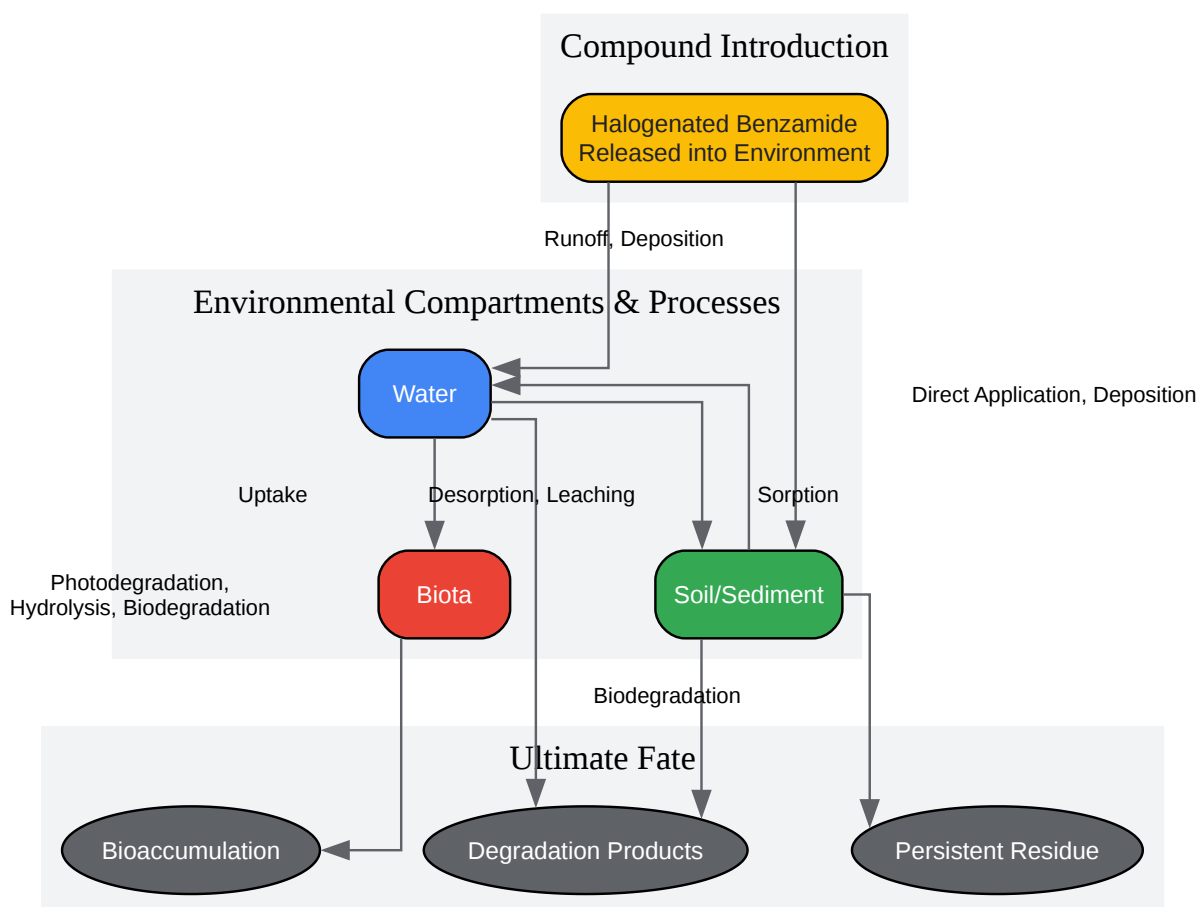 Compound Introduction
Halogenated Benzamide
Released into Environment
Runoff, Deposition
Environmental Compartments & Processes
Water
Direct Application, Deposition
Uptake
Desorption, Leaching
Sorption
Photodegradation,
Hydrolysis, Biodegradation
Biota
Soil/Sediment
Biodegradation
Ultimate Fate
Bioaccumulation
Degradation Products
Persistent Residue